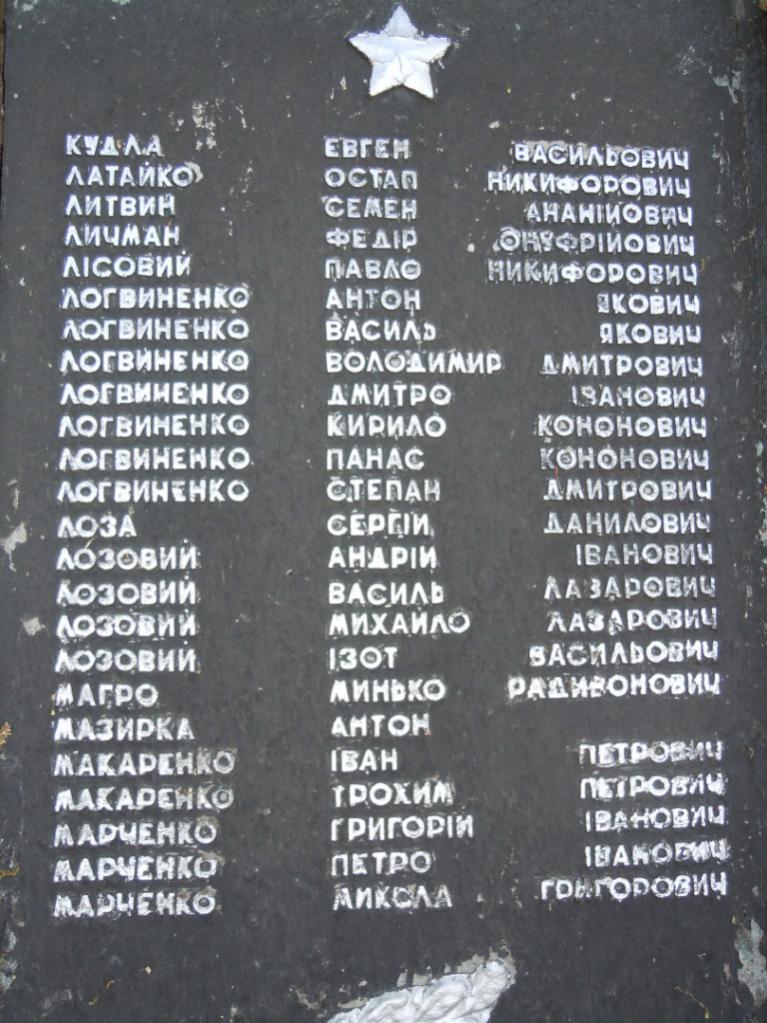 КУДЛА ЕВГЕН ВАСИЛЬОВИЧ
ЛАТАЙКО ОСТАП НИКИФОРОВИЧ
ЛИТВИН СЕМЕН АНАНІЙОВИЧ
ЛИЧМАН ФЕДІР ОНУФРІЙОВИЧ
ЛІСОВИЙ ПАВЛО НИКИФОРОВИЧ
ЛОГВИНЕНКО АНТОН ЯКОВИЧ
ЛОГВИНЕНКО ВАСИЛЬ ЯКОВИЧ
ЛОГВИНЕНКО ВОЛОДИМИР ДМИТРОВИЧ
ЛОГВИНЕНКО ДМИТРО ІВАНОВИЧ
ЛОГВИНЕНКО КИРИЛО КОНОНОВИЧ
ЛОГВИНЕНКО ПАНАС КОНОНОВИЧ
ЛОГВИНЕНКО СТЕПАН ДМИТРОВИЧ
ЛОЗА СЕРГІЙ ДАНИЛОВИЧ
ЛОЗОВИЙ АНДРІЙ ІВАНОВИЧ
ЛОЗОВИЙ ВАСИЛЬ ЛАЗАРОВИЧ
ЛОЗОВИЙ МИХАЙЛО ЛАЗАРОВИЧ
ЛОЗОВИЙ ІЗОТ ВАСИЛЬОВИЧ
МАГРО МИНЬКО РАДИВОНОВИЧ
МАЗИРКА АНТОН
МАКАРЕНКО ІВАН ПЕТРОВИЧ
МАКАРЕНКО ТРОХИМ ПЕТРОВИЧ
МАРЧЕНКО ГРИГОРІЙ ІВАНОВИЧ
МАРЧЕНКО ПЕТРО ІВАНОВИЧ
МАРЧЕНКО МИКОЛА ГРИГОРОВИЧ